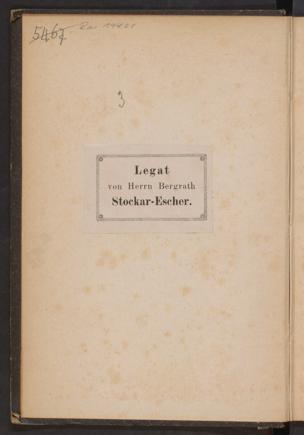 5467
3
Legat
von Herrn Bergrath
Stockar-Escher.